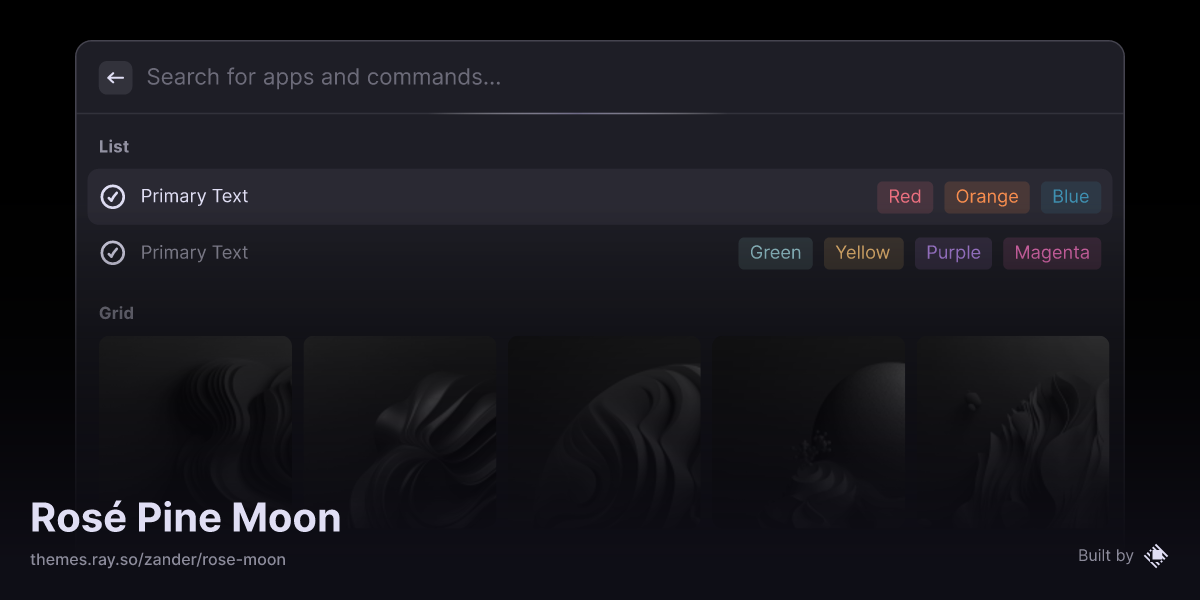 Search for apps and commands...
List
Primary Text Red Orange Blue
Primary Text Green Yellow Purple Magenta
Grid
Rosé Pine Moon
themes.ray.so/zander/rose-moon
Built by